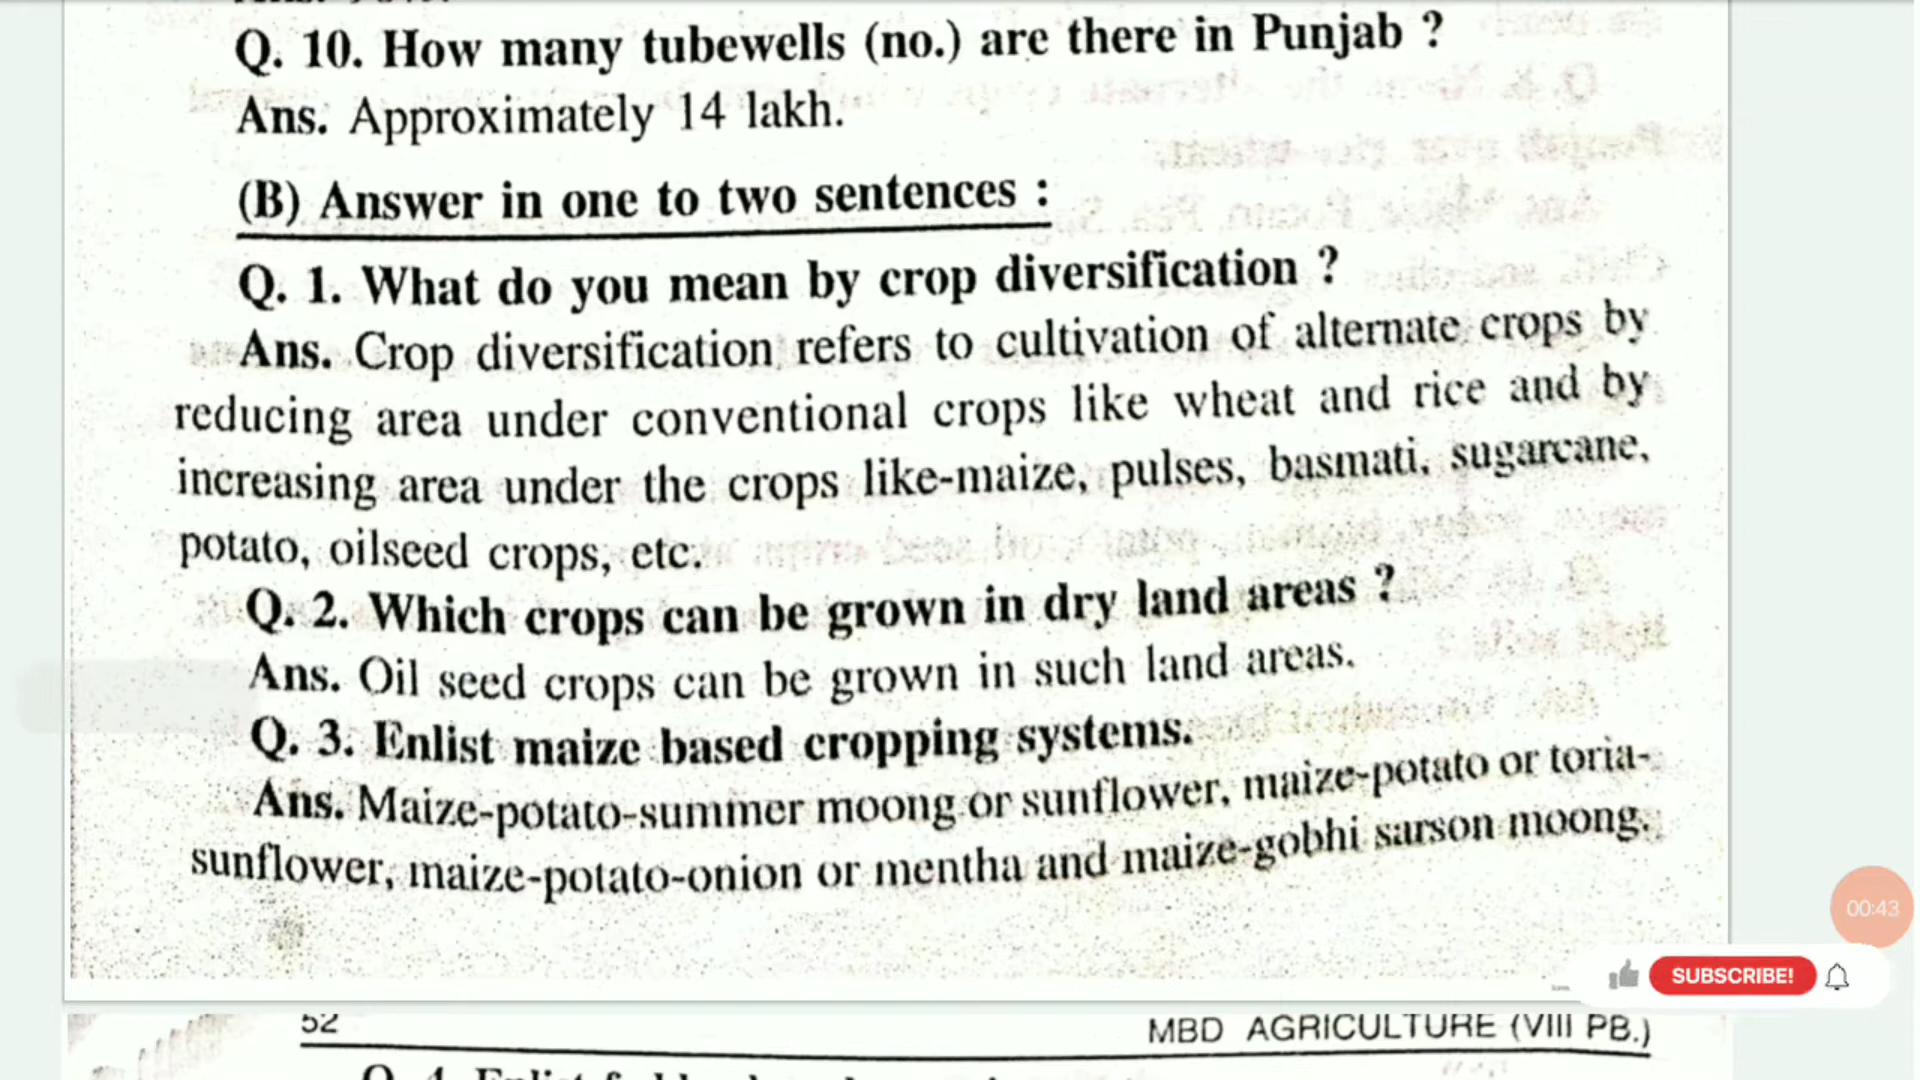 Q. 10. How many tubewells (no.) are there in Punjab ?
Ans. Approximately 14 lakh.
(B) Answer in one to two sentences :
Q. 1. What do you mean by crop diversification ?
Ans. Crop diversification refers to cultivation of alternate crops by
reducing area under conventional crops like wheat and rice and by
increasing area under the crops like-maize, pulses, basmati, sugarcane,
potato, oilseed crops, etc.
Q. 2. Which crops can be grown in dry land areas ?
Ans. Oil seed crops can be grown in such land areas.
Q. 3. Enlist maize based cropping systems.
Ans. Maize-potato-summer moong or sunflower, maize-potato or toria-
sunflower, maize-potato-onion or mentha and maize-gobhi sarson moong.
00:43
SUBSCRIBE!
52
MBD AGRICULTURE (VIII PB.)